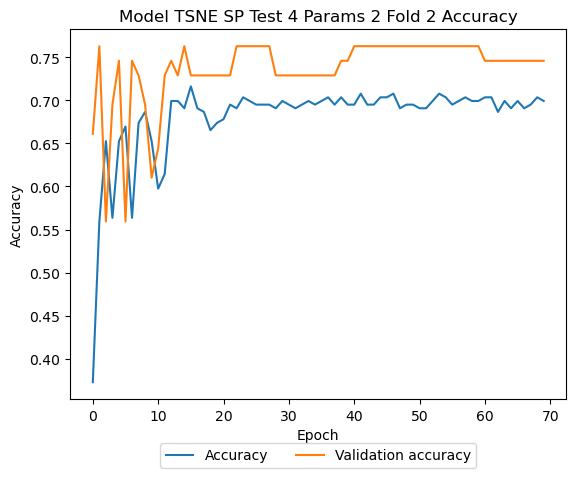 Model TSNE SP Test 4 Params 2 Fold 2 Accuracy
0.75
0.70
0.65
0.60
0.55
0.50
0.45
0.40
Accuracy
0 10 20 30 40 50 60 70
Epoch
Accuracy Validation accuracy